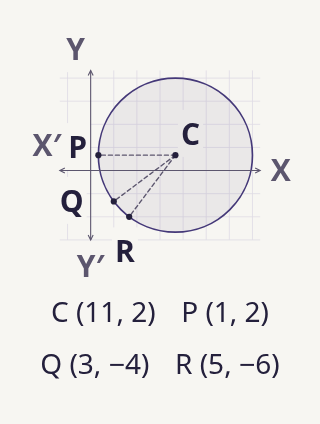 Y
X′ P C X
Q
R
Y′
C (11, 2) P (1, 2)
Q (3, −4) R (5, −6)